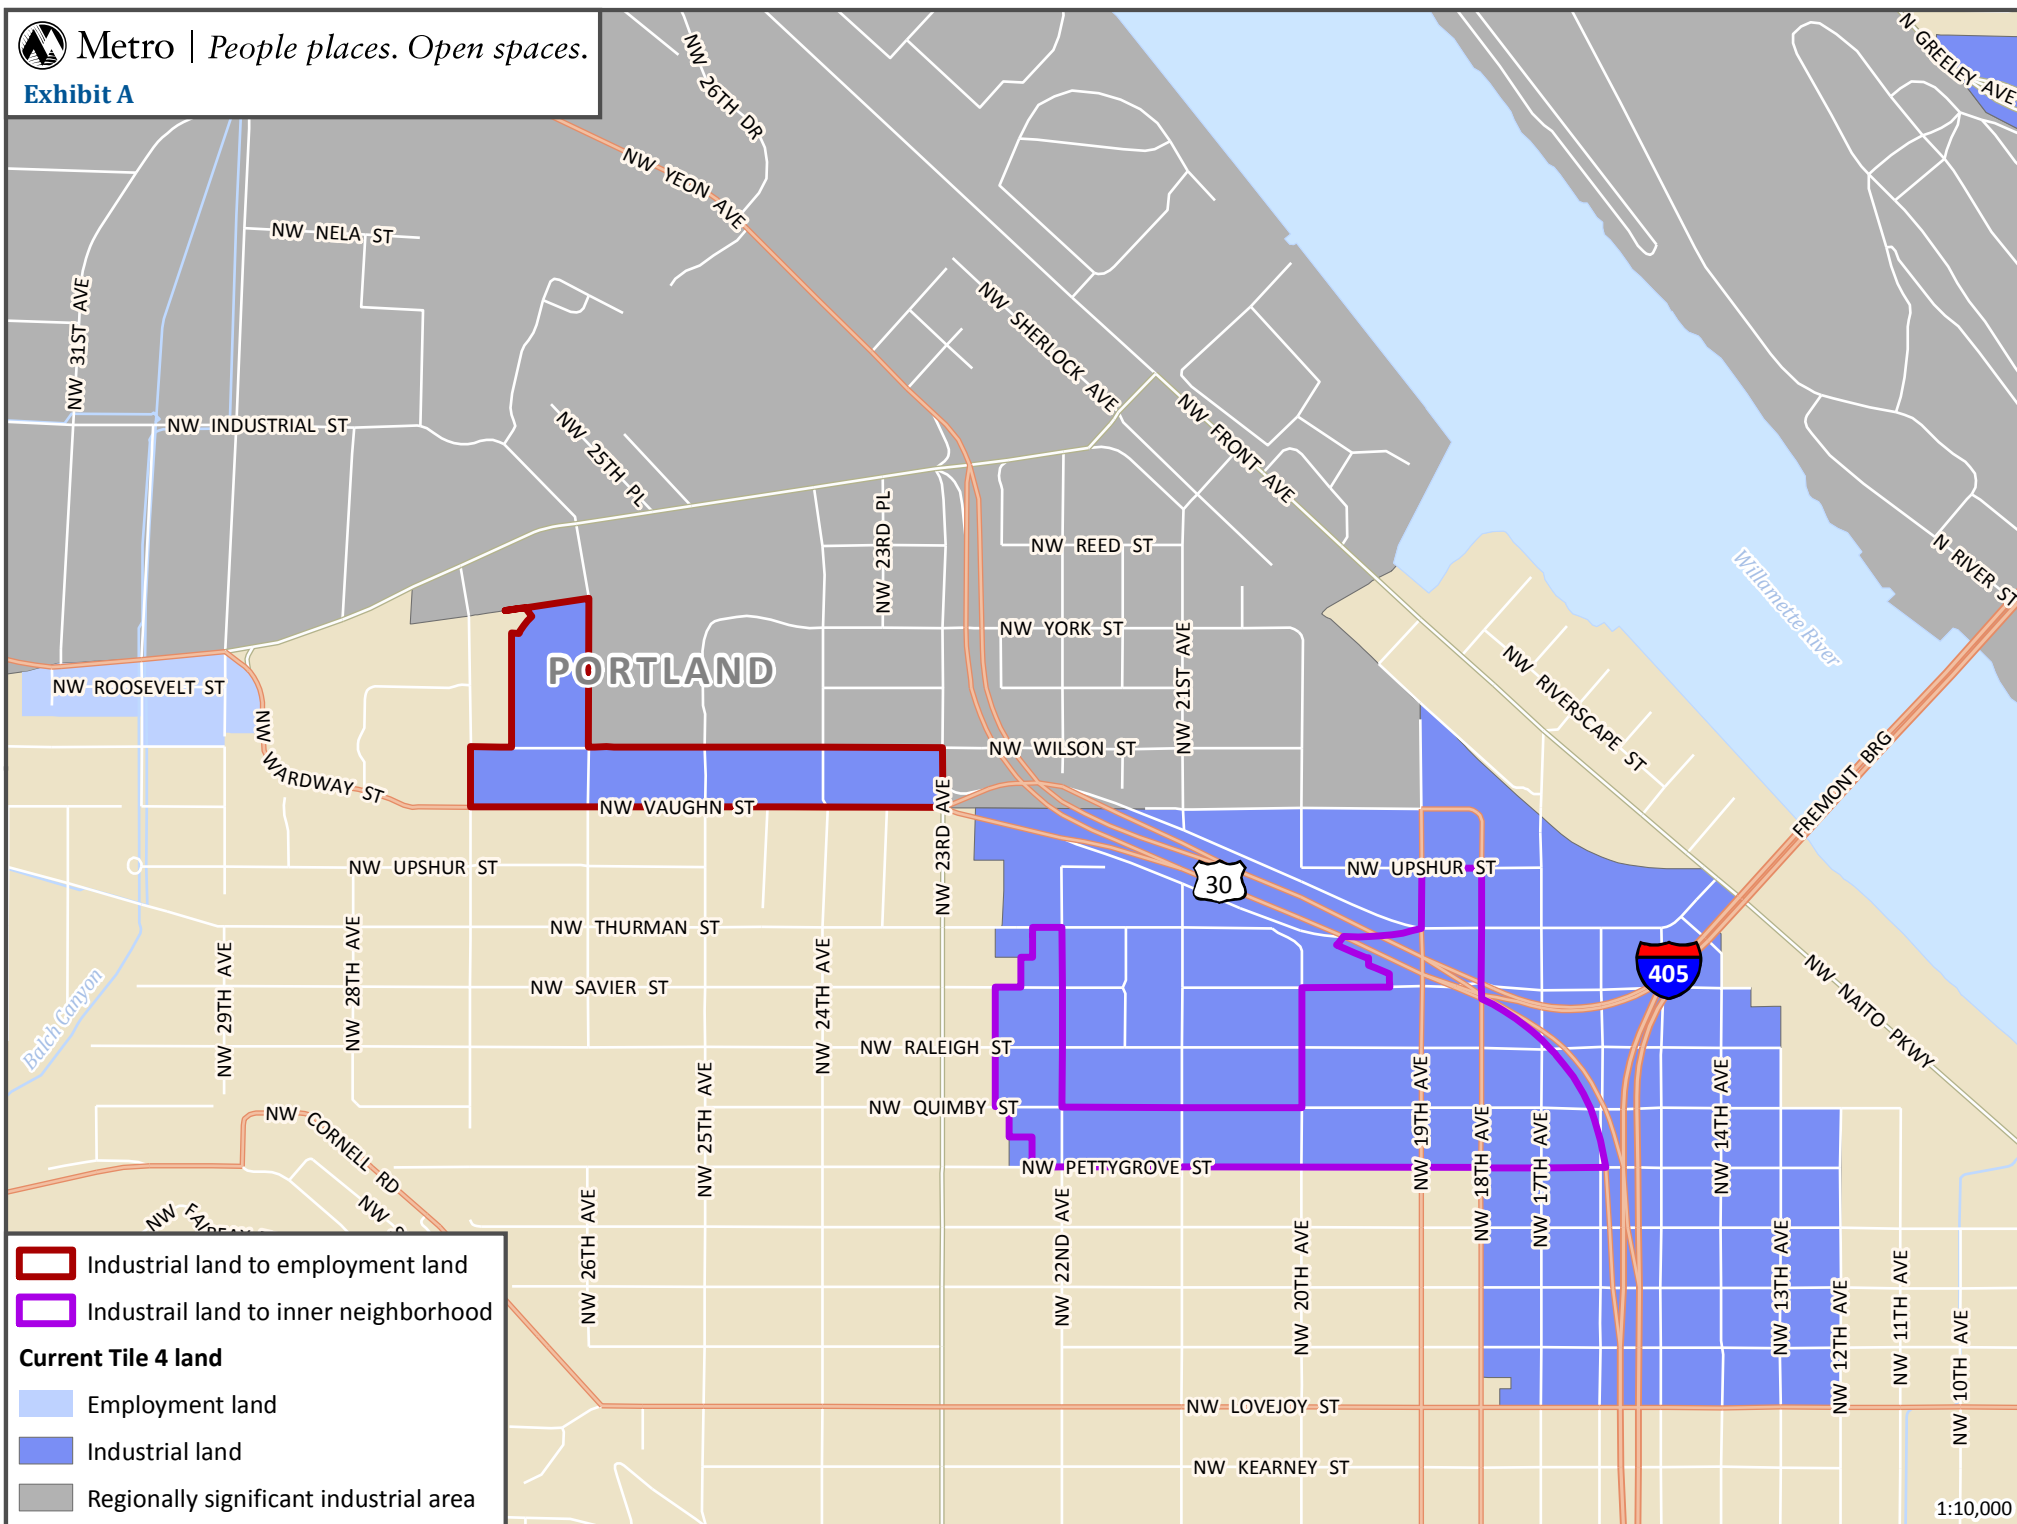 Metro | People places. Open spaces.
Exhibit A
NW 26TH DR
N GREELEY AVE
NW YEON AVE
NW NELA ST
NW 31ST AVE
NW SHERLOCK AVE
NW INDUSTRIAL ST
NW 25TH PL
NW FRONT AVE
NW 23RD PL
NW REED ST
N RIVER ST
Willamette River
NW YORK ST
NW 21ST AVE
PORTLAND
NW ROOSEVELT ST
NW RIVERSCAPE ST
NW WARDWAY ST
NW WILSON ST
FREMONT BRG
NW VAUGHN ST
NW 23RD AVE
NW UPSHUR ST
NW UPSHUR ST
30
NW THURMAN ST
405
NW 29TH AVE
NW 28TH AVE
NW SAVIER ST
NW 24TH AVE
NW NAITO PKWY
Balch Canyon
NW RALEIGH ST
NW 25TH AVE
NW QUIMBY ST
NW 19TH AVE
NW 18TH AVE
NW 17TH AVE
NW 14TH AVE
NW CORNELL RD
NW PETTYGROVE ST
NW
NW
NW 26TH AVE
NW 22ND AVE
NW 20TH AVE
NW 13TH AVE
NW 12TH AVE
NW 11TH AVE
NW 10TH AVE
NW LOVEJOY ST
NW KEARNEY ST
Industrial land to employment land
Industrail land to inner neighborhood
Current Tile 4 land
Employment land
Industrial land
Regionally significant industrial area
1:10,000